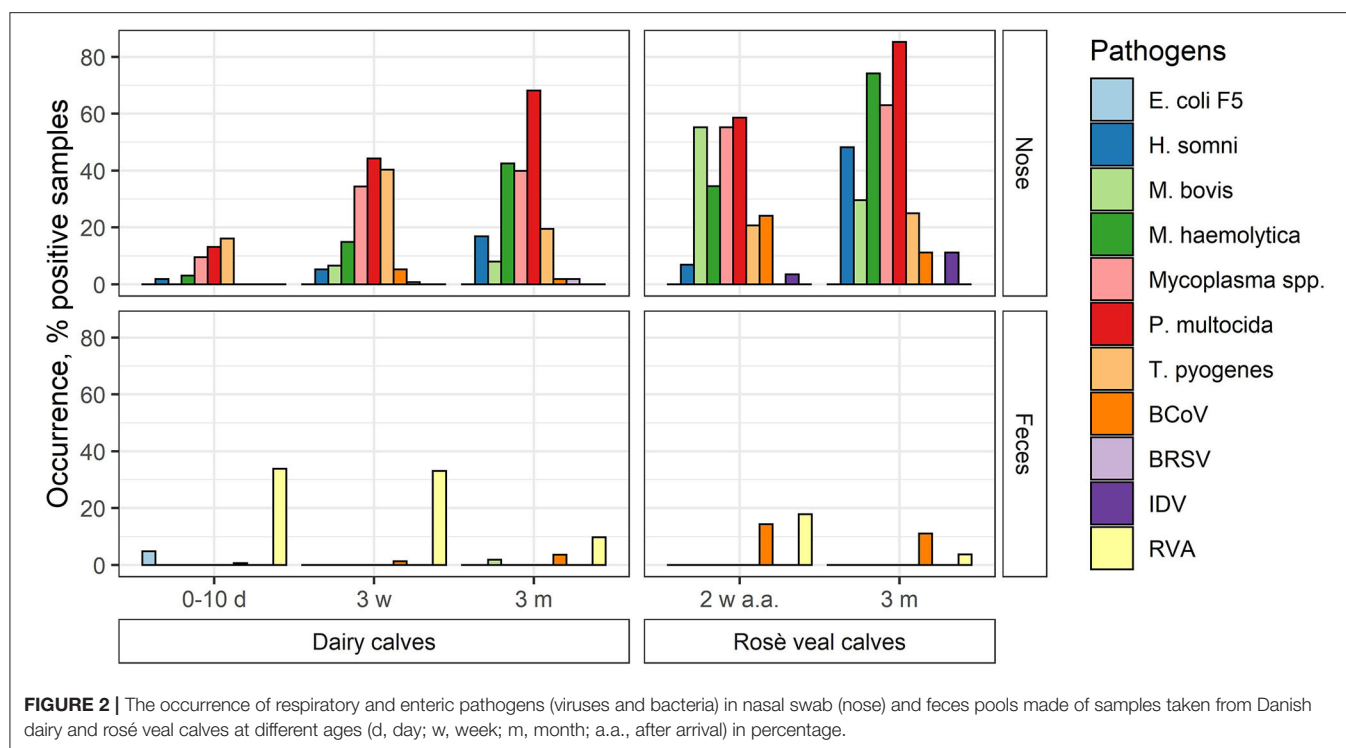 Occurrence, % positive samples
80
60
40
20
0
Nose
80
60
40
20
0
Feces
0-10 d
3 w
3 m
2 w a.a.
3 m
Dairy calves
Rosè veal calves
Pathogens
E. coli F5
H. somni
M. bovis
M. haemolytica
Mycoplasma spp.
P. multocida
T. pyogenes
BCoV
BRSV
IDV
RVA
FIGURE 2 | The occurrence of respiratory and enteric pathogens (viruses and bacteria) in nasal swab (nose) and feces pools made of samples taken from Danish
dairy and rosé veal calves at different ages (d, day; w, week; m, month; a.a., after arrival) in percentage.